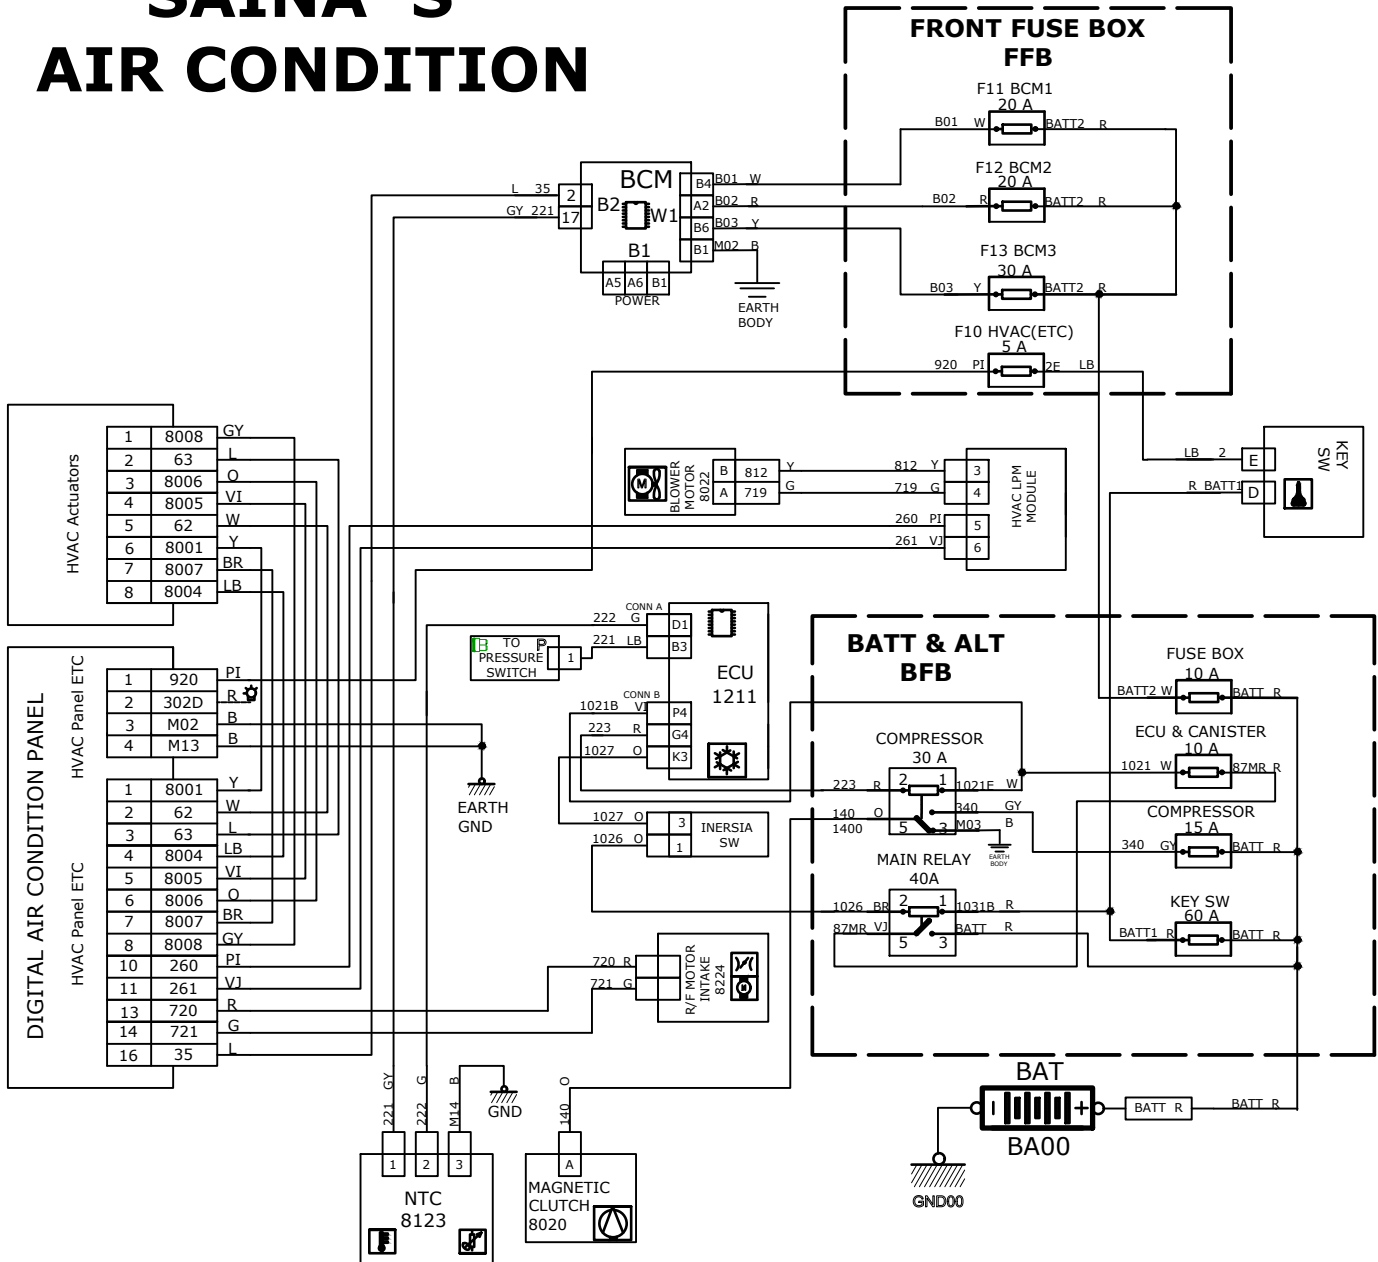 SAINA S
AIR CONDITION
FRONT FUSE BOX
FFB
F11 BCM1
20 A
B01 W BATT2 R
F12 BCM2
20 A
B02 R BATT2 R
F13 BCM3
30 A
B03 Y BATT2 R
F10 HVAC(ETC)
5 A
920 PI 2E LB
BCM
L 35 2
GY 221 17
B2
W1
B4 B01 W
A2 B02 R
B6 B03 Y
B1 M02 B
B1
A5 A6 B1
POWER
EARTH
BODY
KEY
SW
LB 2 E
R BATT1 D
HVAC Actuators
1 8008 GY
2 63 L
3 8006 O
4 8005 VI
5 62 W
6 8001 Y
7 8007 BR
8 8004 LB
BLOWER
MOTOR
8022
M
B 812 Y
A 719 G
812 Y 3
719 G 4
260 PI 5
261 VJ 6
HVAC LPM
MODULE
DIGITAL AIR CONDITION PANEL
HVAC Panel ETC
1 920 PI
2 302D R
3 M02 B
4 M13 B
EARTH
GND
HVAC Panel ETC
1 8001 Y
2 62 W
3 63 L
4 8004 LB
5 8005 VI
6 8006 O
7 8007 BR
8 8008 GY
10 260 PI
11 261 VJ
13 720 R
14 721 G
16 35 L
TO P
PRESSURE
SWITCH
1
CONN A
222 G D1
221 LB B3
ECU
1211
CONN B
1021B VI P4
223 R G4
1027 O K3
1027 O 3
1026 O 1
INERSIA
SW
720 R
721 G
R/F MOTOR
INTAKE
8224
M
BATT & ALT
BFB
FUSE BOX
10 A
BATT2 W BATT R
ECU & CANISTER
10 A
1021 W 87MR R
COMPRESSOR
15 A
340 GY BATT R
KEY SW
60 A
BATT1 R BATT R
COMPRESSOR
30 A
223 R 2 1 1021E W
140 O 340 GY
1400 5 3 M03 B
EARTH
BODY
MAIN RELAY
40A
1026 BR 2 1 1031B R
87MR VJ 5 3 BATT R
BAT
BATT R BATT R
BA00
GND00
221 GY
222 G
M14 B
GND
1 2 3
NTC
8123
140 O
A
MAGNETIC
CLUTCH
8020